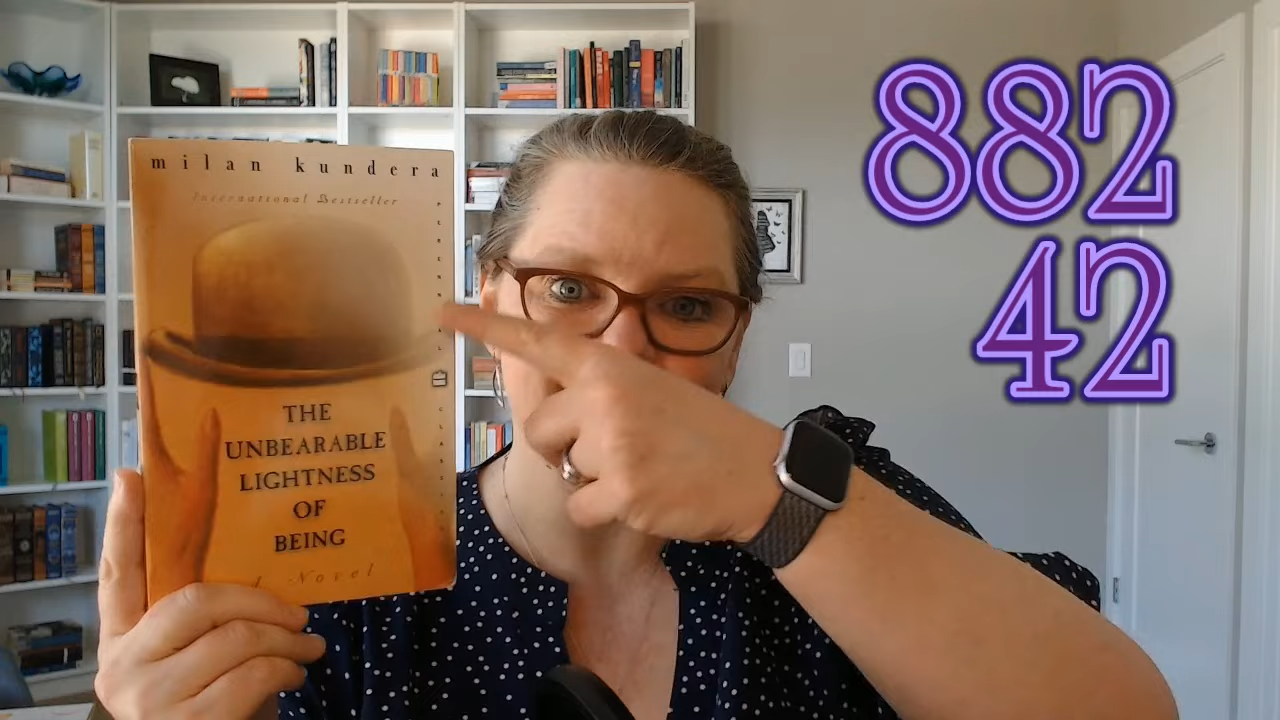 milan kundera
International Bestseller
THE
UNBEARABLE
LIGHTNESS
OF
BEING
A Novel
882
42